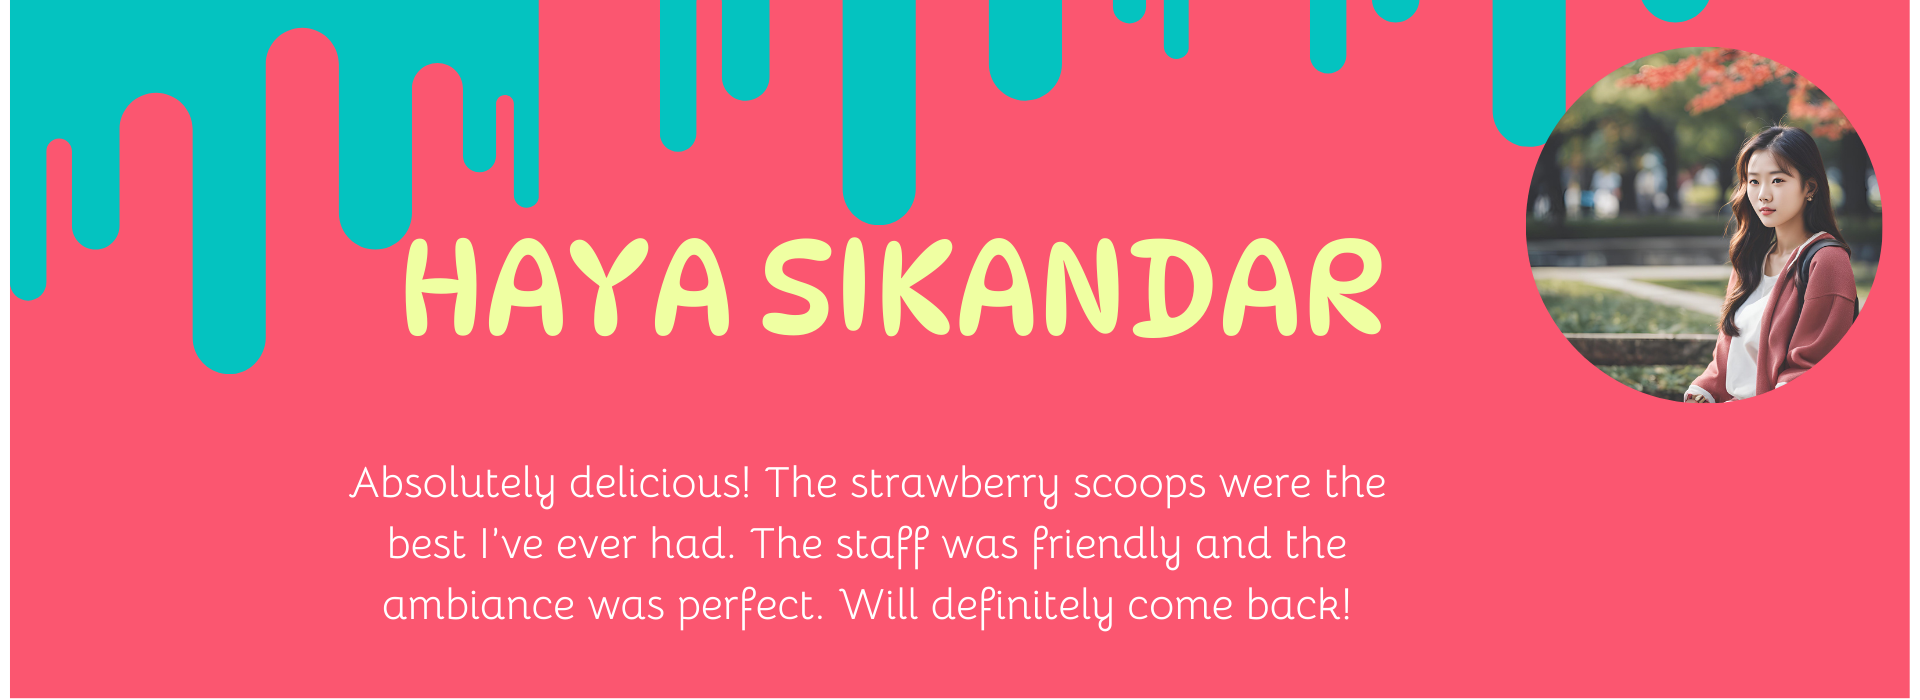 HAYA SIKANDAR
Absolutely delicious! The strawberry scoops were the
best I've ever had. The staff was friendly and the
ambiance was perfect. Will definitely come back!